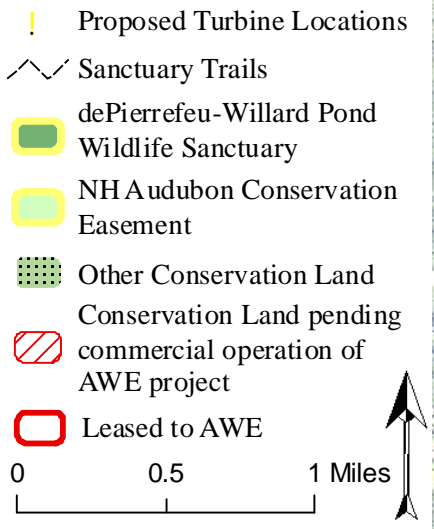 Proposed Turbine Locations
Sanctuary Trails
dePierrefeu-Willard Pond
Wildlife Sanctuary
NH Audubon Conservation
Easement
Other Conservation Land
Conservation Land pending
commercial operation of
AWE project
Leased to AWE
0 0.5 1 Miles